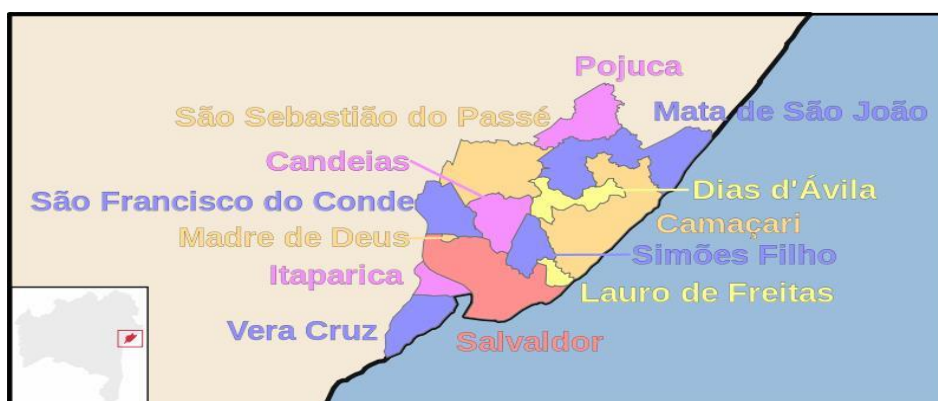 Pojuca
São Sebastião do Passé
Mata de São João
Candeias
Dias d'Ávila
São Francisco do Conde
Camaçari
Madre de Deus
Simões Filho
Itaparica
Lauro de Freitas
Vera Cruz
Salvaldor